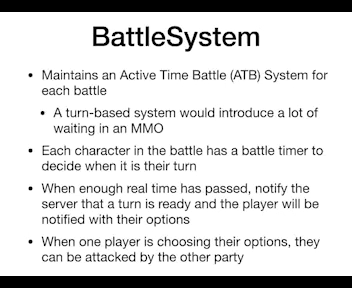 BattleSystem
• Maintains an Active Time Battle (ATB) System for
each battle
• A turn-based system would introduce a lot of
waiting in an MMO
• Each character in the battle has a battle timer to
decide when it is their turn
• When enough real time has passed, notify the
server that a turn is ready and the player will be
notified with their options
• When one player is choosing their options, they
can be attacked by the other party